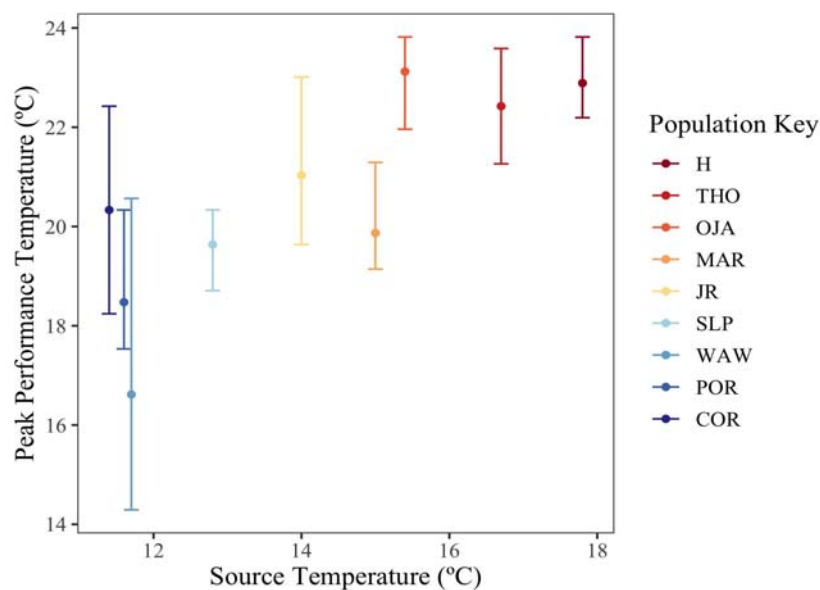 24
22
20
18
16
14
Peak Performance Temperature (ºC)
12
14
16
18
Source Temperature (ºC)
Population Key
H
THO
OJA
MAR
JR
SLP
WAW
POR
COR